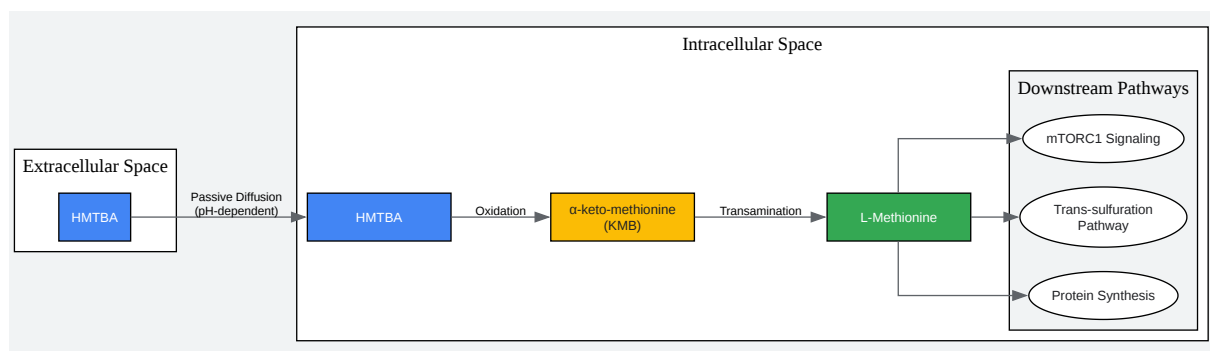 Intracellular Space
Downstream Pathways
mTORC1 Signaling
Extracellular Space
HMTBA
Passive Diffusion
(pH-dependent)
HMTBA
Oxidation
α-keto-methionine
(KMB)
Transamination
L-Methionine
Trans-sulfuration
Pathway
Protein Synthesis